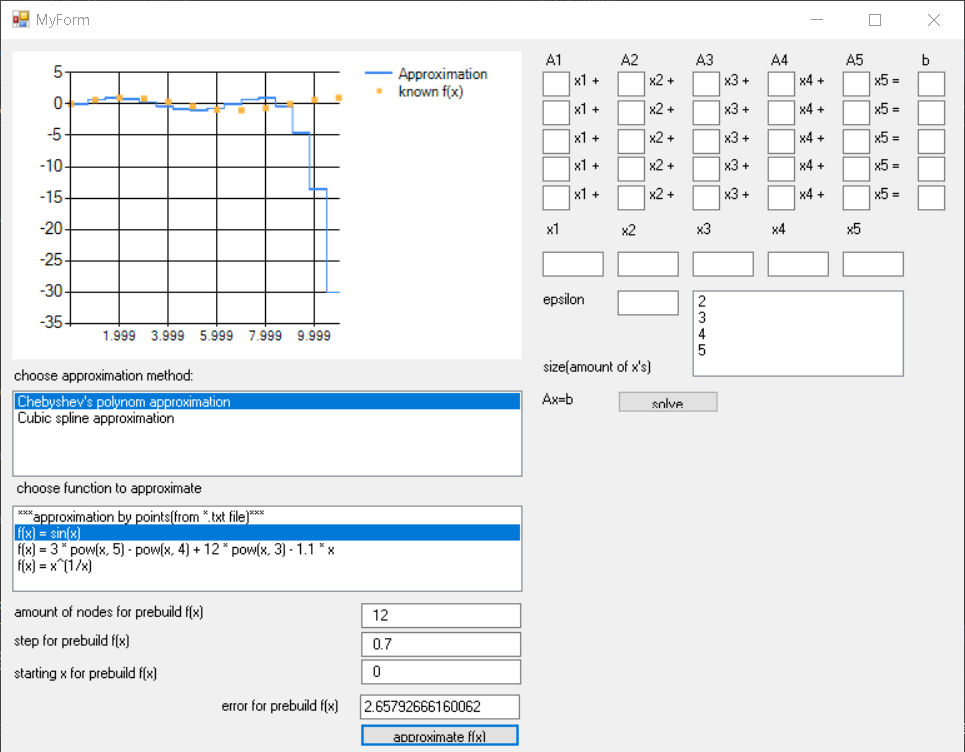 MyForm
Approximation
known f(x)
5
0
-5
-10
-15
-20
-25
-30
-35
1.999 3.999 5.999 7.999 9.999
choose approximation method:
Chebyshev's polynom approximation
Cubic spline approximation
choose function to approximate
***approximation by points(from *.txt file)***
f(x) = sin(x)
f(x) = 3 * pow(x, 5) - pow(x, 4) + 12 * pow(x, 3) - 1.1 * x
f(x) = x^(1/x)
amount of nodes for prebuild f(x) 12
step for prebuild f(x) 0.7
starting x for prebuild f(x) 0
error for prebuild f(x) 2.65792666160062
approximate f(x)
A1 A2 A3 A4 A5 b
x1 + x2 + x3 + x4 + x5 =
x1 + x2 + x3 + x4 + x5 =
x1 + x2 + x3 + x4 + x5 =
x1 + x2 + x3 + x4 + x5 =
x1 + x2 + x3 + x4 + x5 =
x1 x2 x3 x4 x5
epsilon
size(amount of x's)
2
3
4
5
Ax=b
solve